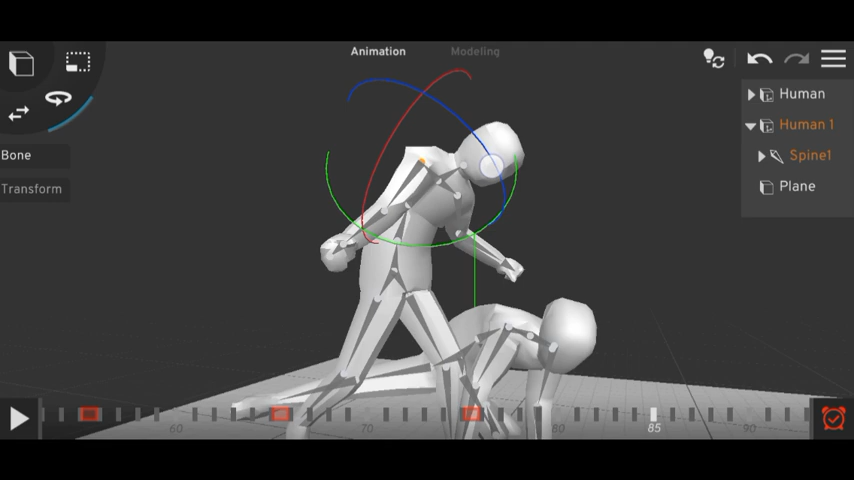 Animation
Modeling
Human
Human 1
Spine1
Plane
Bone
Transform
60
70
80
85
90